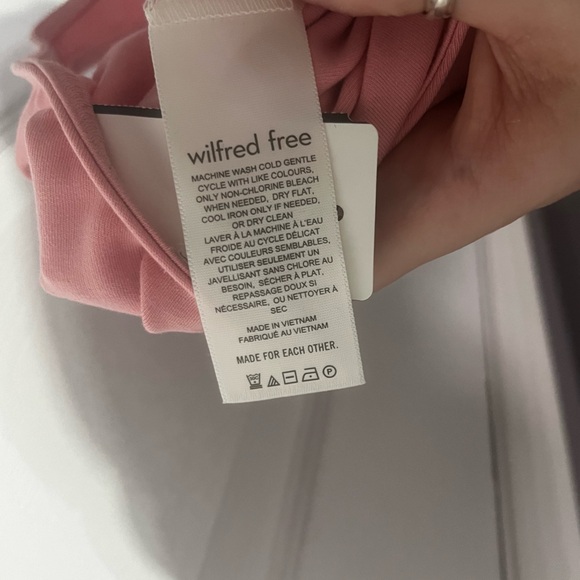 wilfred free
MACHINE WASH COLD GENTLE
CYCLE WITH LIKE COLOURS,
ONLY NON-CHLORINE BLEACH
WHEN NEEDED, DRY FLAT,
COOL IRON ONLY IF NEEDED,
OR DRY CLEAN
LAVER À LA MACHINE À L'EAU
FROIDE AU CYCLE DÉLICAT
AVEC COULEURS SEMBLABLES,
UTILISER SEULEMENT UN
JAVELLISANT SANS CHLORE AU
BESOIN, SÉCHER À PLAT.
REPASSAGE DOUX SI
NÉCESSAIRE, OU NETTOYER À
SEC
MADE IN VIETNAM
FABRIQUÉ AU VIETNAM
MADE FOR EACH OTHER.
P